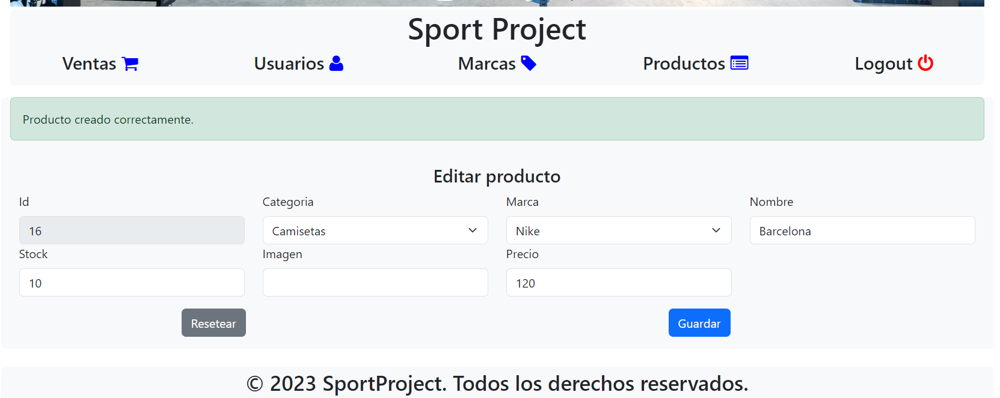 Sport Project
Ventas Usuarios Marcas Productos Logout
Producto creado correctamente.
Editar producto
Id Categoria Marca Nombre
16 Camisetas Nike Barcelona
Stock Imagen Precio
10 120
Resetear Guardar
© 2023 SportProject. Todos los derechos reservados.